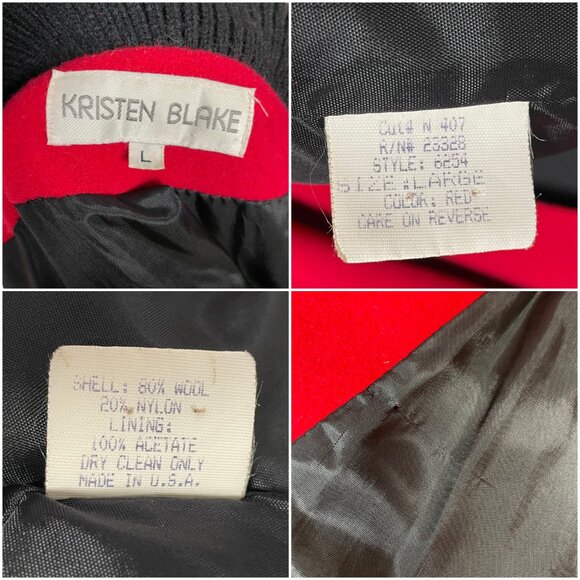 KRISTEN BLAKE
L
Cut# N 407
R/N# 23328
STYLE: 6254
SIZE:LARGE
COLOR: RED
CARE ON REVERSE
SHELL: 80% WOOL
20% NYLON
LINING:
100% ACETATE
DRY CLEAN ONLY
MADE IN U.S.A.